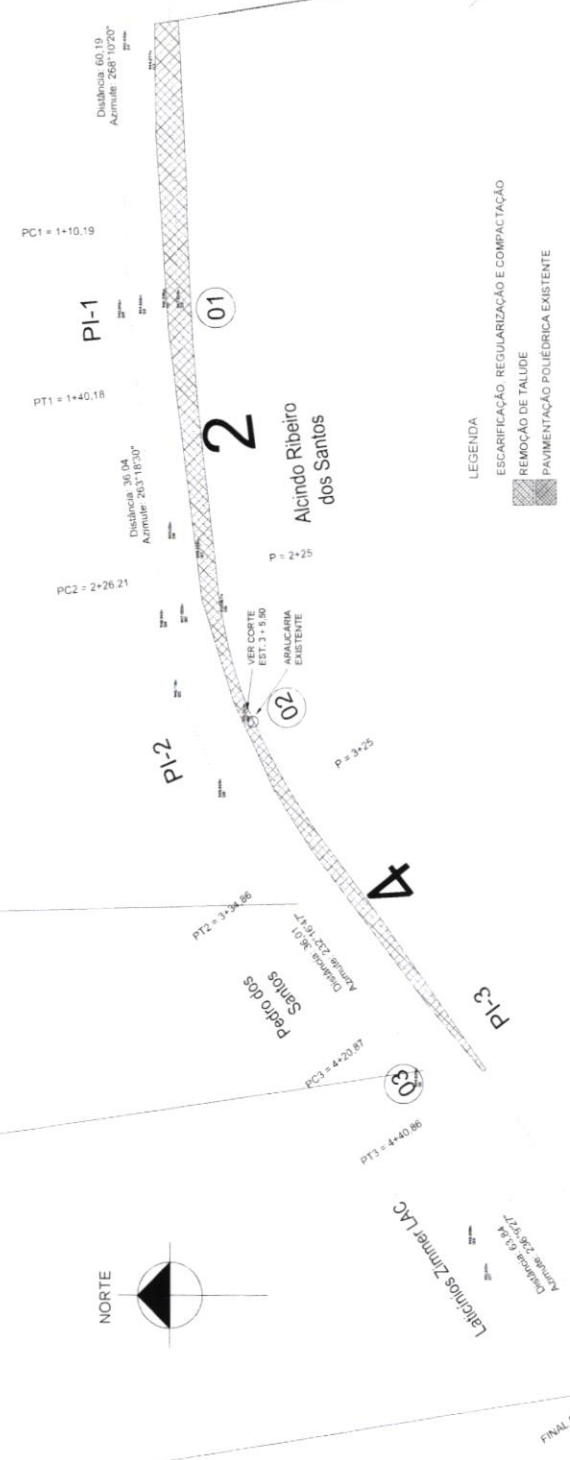 Distância: 60,19
Azimute: 268°10'20"
PC1 = 1+10,19
PI-1
01
PT1 = 1+40,18
2
Distância: 36,04
Azimute: 263°18'30"
Alcindo Ribeiro
dos Santos
P = 2+25
PC2 = 2+26,21
VER CORTE
EST. 3 + 5,50
ARAUCÁRIA
EXISTENTE
02
PI-2
P = 3+25
4
PT2 = 3+34,86
Distância: 36,01
Azimute: 232°16'47"
Pedro dos
Santos
PI-3
PC3 = 4+20,87
03
PT3 = 4+40,86
Laticínios Zimmer LAC
Distância: 63,84
Azimute: 236°9'27"
NORTE
FINAL
LEGENDA
ESCARIFICAÇÃO, REGULARIZAÇÃO E COMPACTAÇÃO
REMOÇÃO DE TALUDE
PAVIMENTAÇÃO POLIÉDRICA EXISTENTE